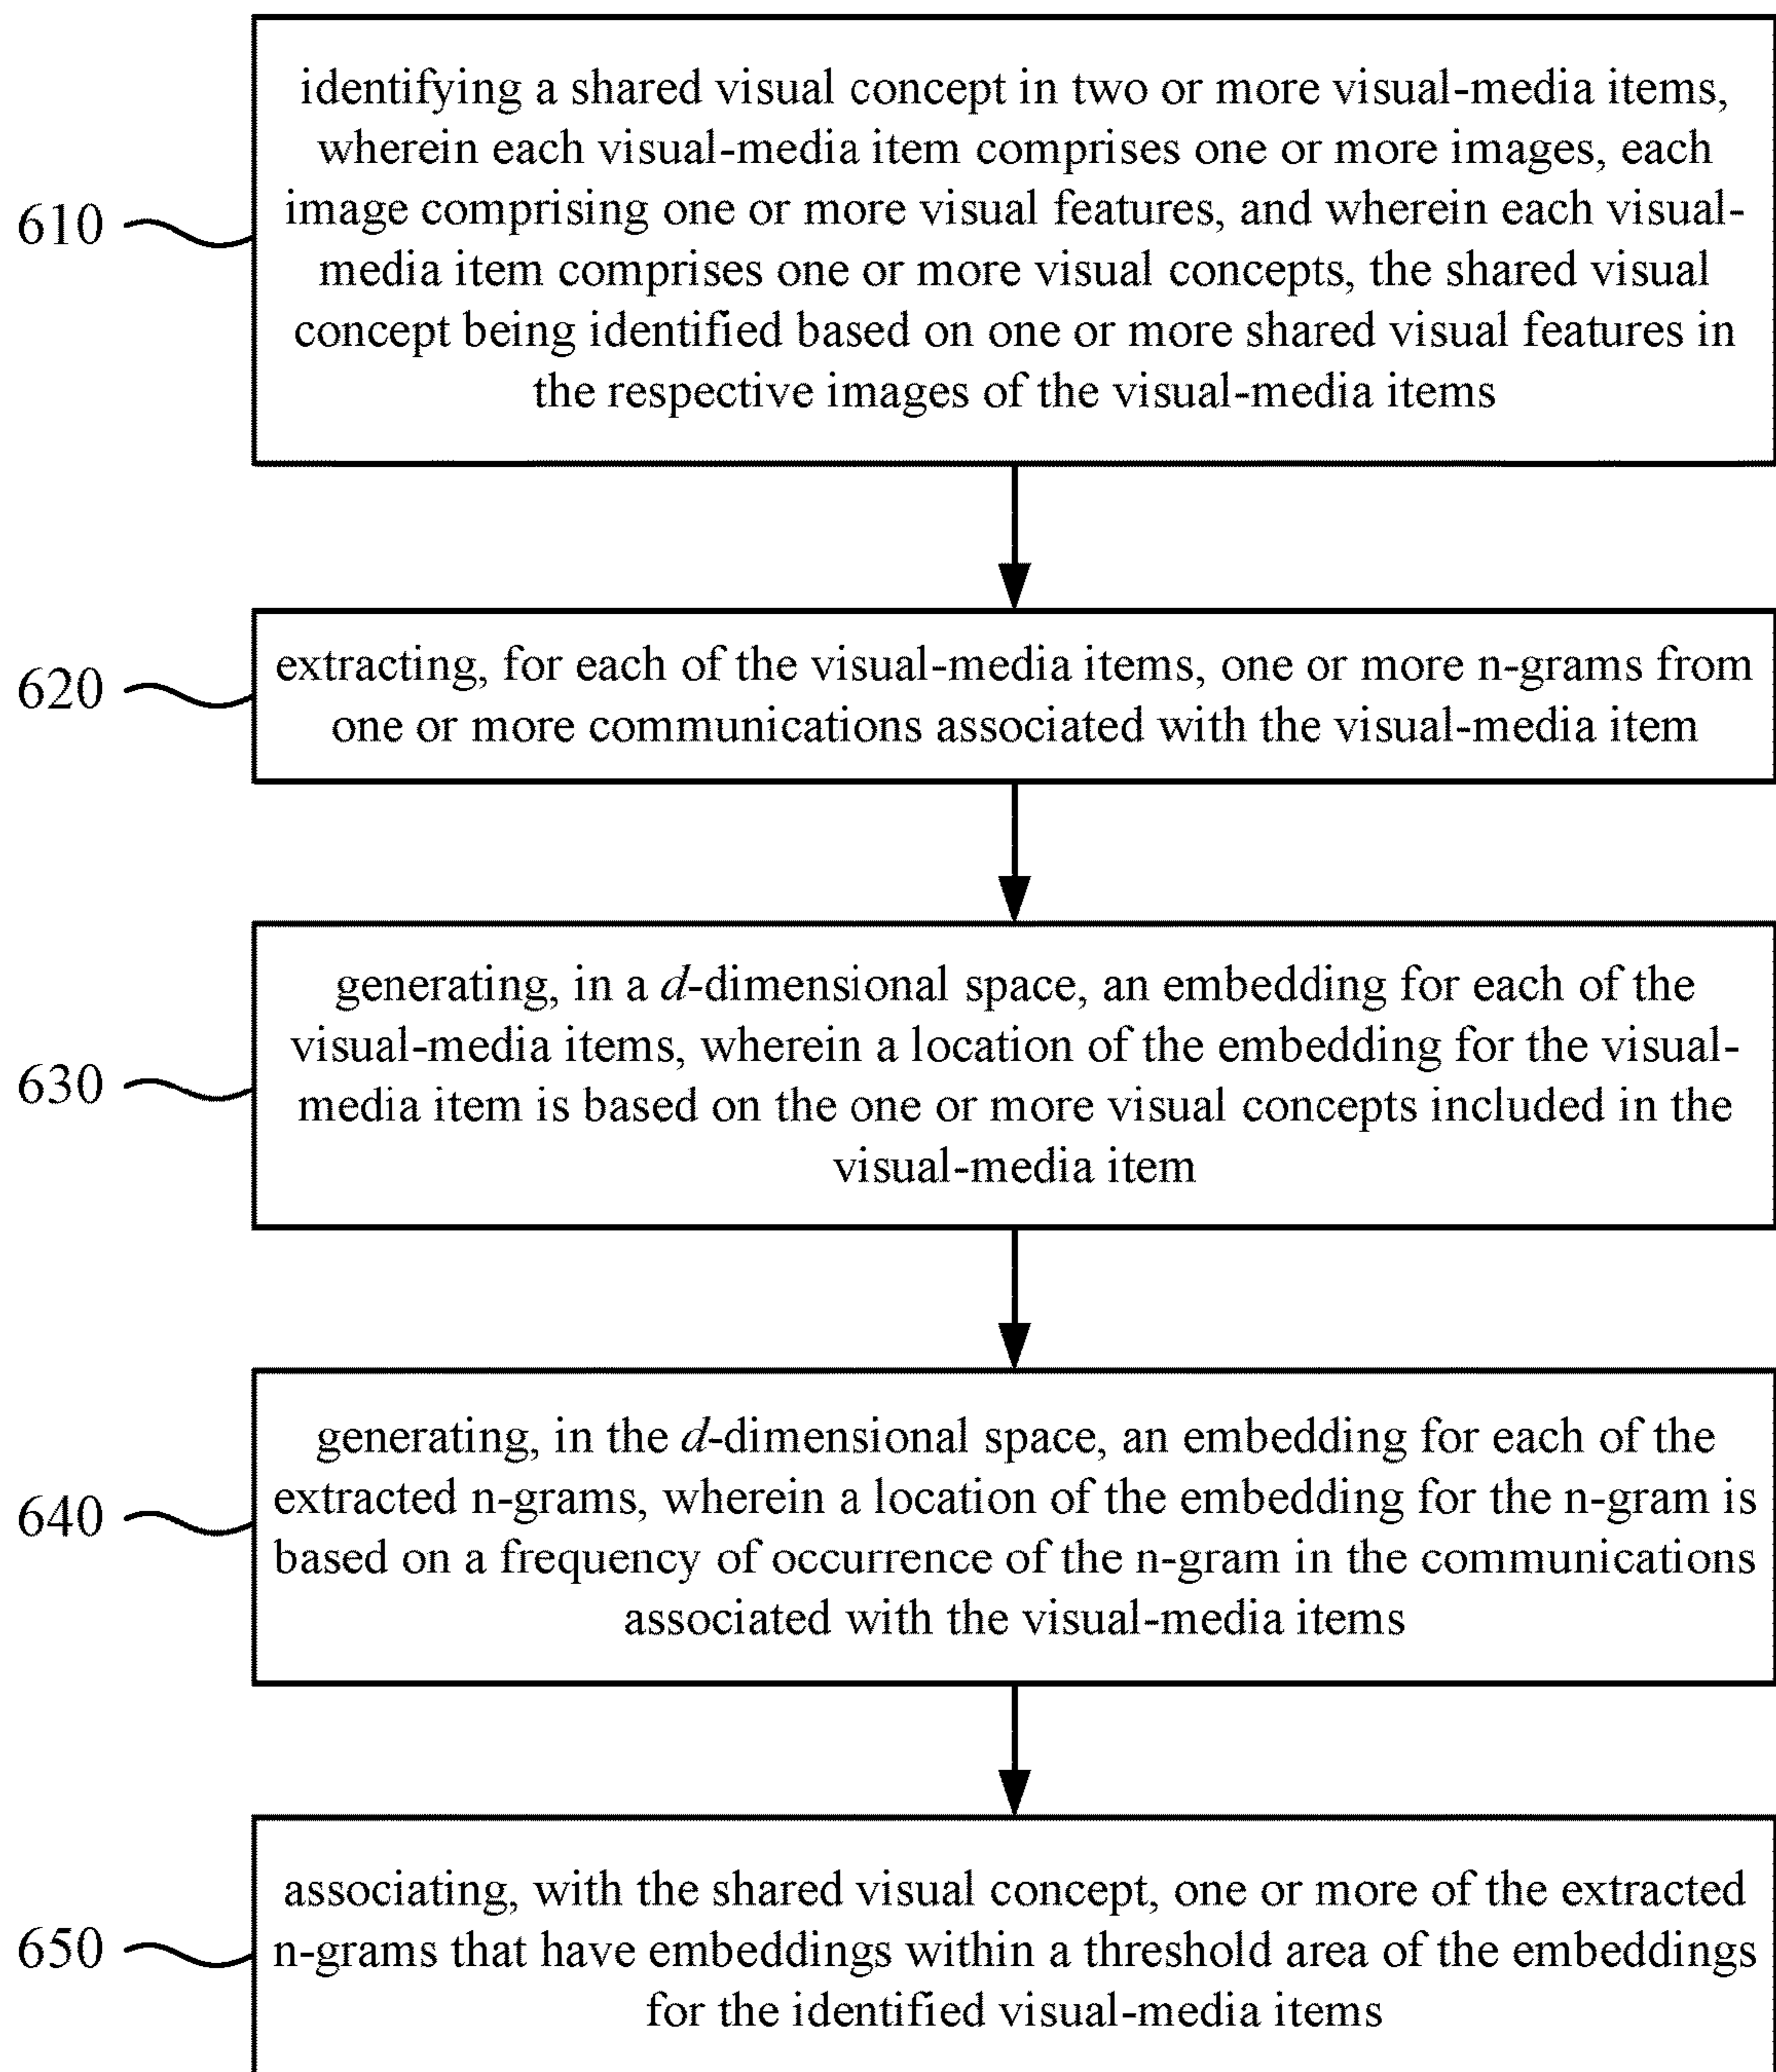 identifying a shared visual concept in two or more visual-media items,
wherein each visual-media item comprises one or more images, each
610
image comprising one or more visual features, and wherein each visual-
media item comprises one or more visual concepts, the shared visual
concept being identified based on one or more shared visual features in
the respective images of the visual-media items
620
extracting, for each of the visual-media items, one or more n-grams from
one or more communications associated with the visual-media item
generating, in a d-dimensional space, an embedding for each of the
visual-media items, wherein a location of the embedding for the visual-
630
media item is based on the one or more visual concepts included in the
visual-media item
generating, in the d-dimensional space, an embedding for each of the
extracted n-grams, wherein a location of the embedding for the n-gram is
640
based on a frequency of occurrence of the n-gram in the communications
associated with the visual-media items
associating, with the shared visual concept, one or more of the extracted
650
n-grams that have embeddings within a threshold area of the embeddings
for the identified visual-media items